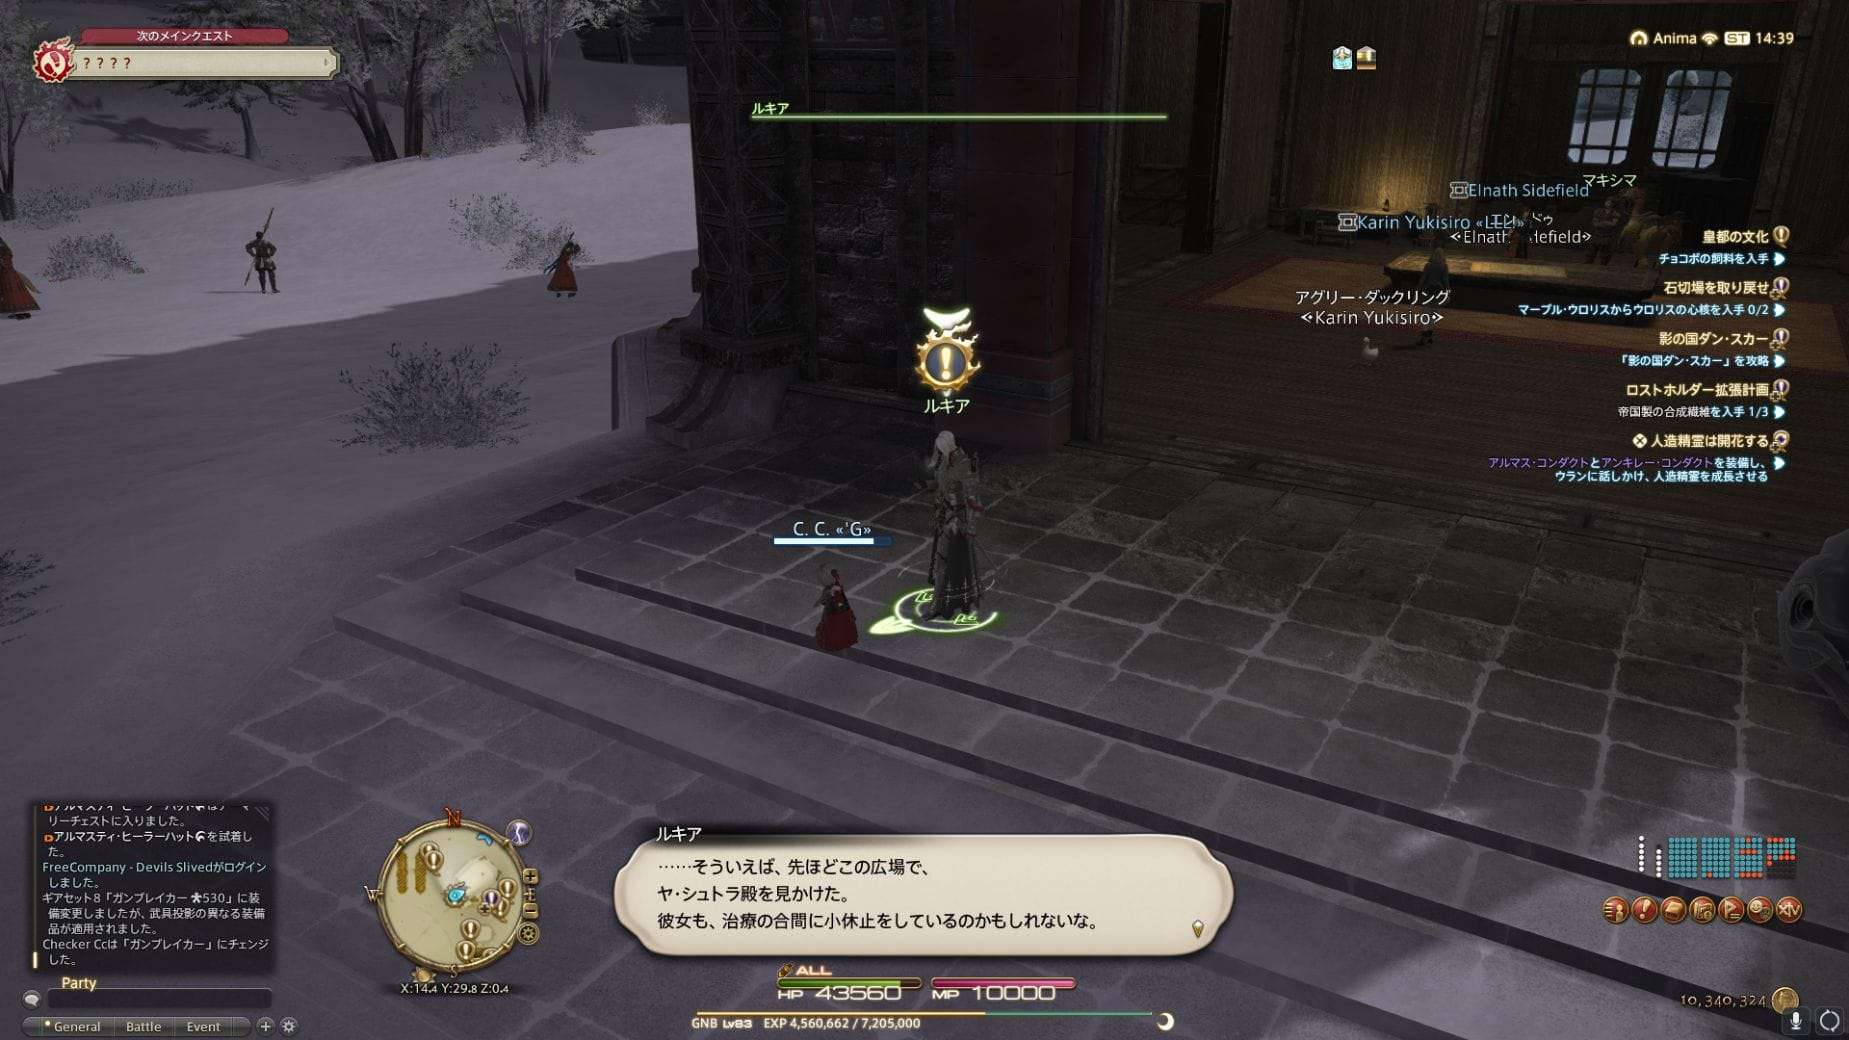 次のメインクエスト
????
Anima ST 14:39
ルキア
マキシマ
Elnath Sidefield
Karin Yukisiro
アグリー・ダックリング
«Karin Yukisiro»
皇都の文化
チョコボの飼料を入手
石切場を取り戻せ
マーブル・ウロリスからウロリスの心核を入手 0/2
影の国ダン・スカー
「影の国ダン・スカー」を攻略
ロストホルダー拡張計画
帝国製の合成繊維を入手 1/3
人造精霊は開花する
アルマス・コンダクトとアンキレー・コンダクトを装備し、
ウランに話しかけ、人造精霊を成長させる
ルキア
C. C. «'G»
リーチェストに入りました。
アルマスティ・ヒーラーハットを試着し
た。
FreeCompany - Devils Slivedがログイン
しました。
ギアセット8「ガンブレイカー ★530」に装
備変更しましたが、武具投影の異なる装備
品が適用されました。
Checker Ccは「ガンブレイカー」にチェンジ
した。
Party
General Battle Event
N
W
S
X:14.4 Y:29.8 Z:0.4
ルキア
……そういえば、先ほどこの広場で、
ヤ・シュトラ殿を見かけた。
彼女も、治療の合間に小休止をしているのかもしれないな。
ALL
HP 43560 MP 10000
GNB Lv83 EXP 4,560,662 / 7,205,000
10,340,324